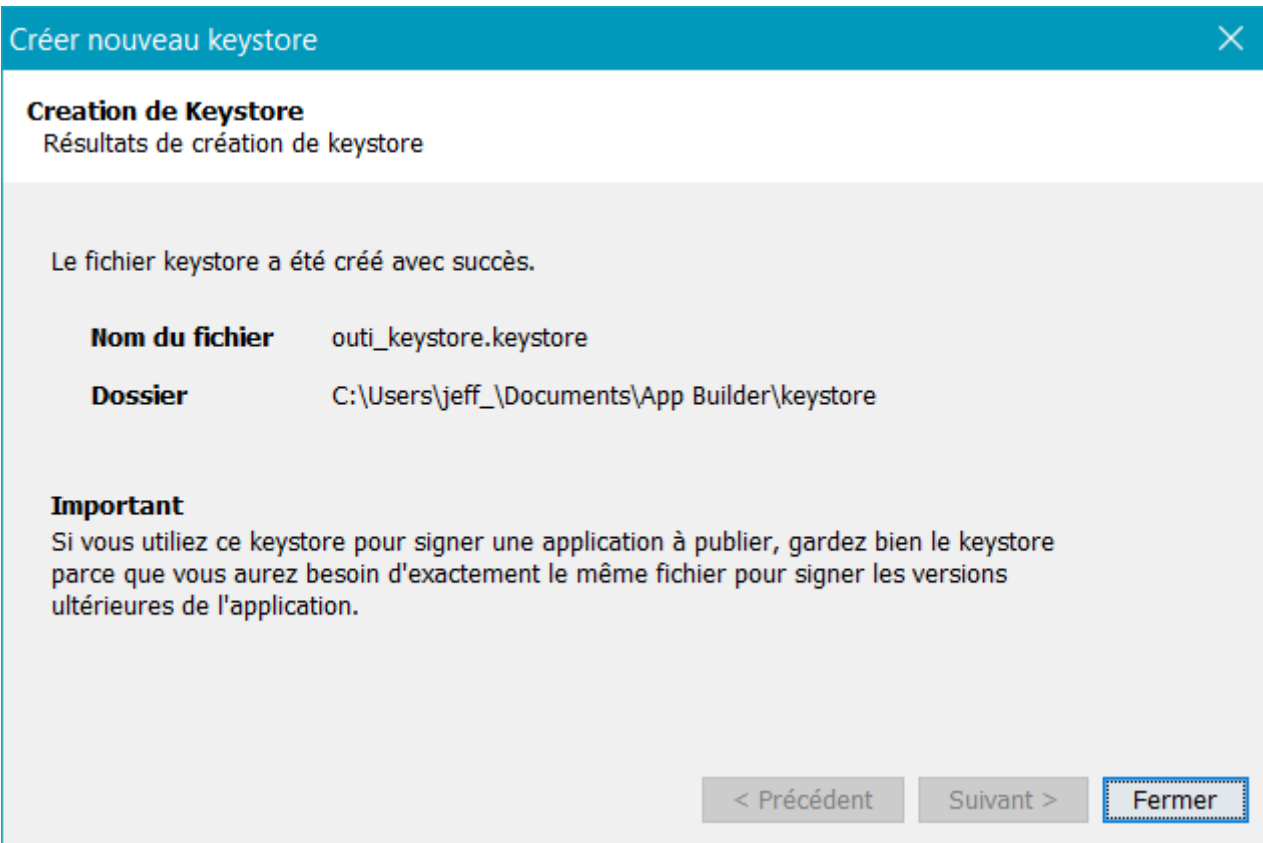 Créer nouveau keystore
Creation de Keystore
Résultats de création de keystore
Le fichier keystore a été créé avec succès.
Nom du fichier outi_keystore.keystore
Dossier C:\Users\jeff_\Documents\App Builder\keystore
Important
Si vous utiliez ce keystore pour signer une application à publier, gardez bien le keystore
parce que vous aurez besoin d'exactement le même fichier pour signer les versions
ultérieures de l'application.
< Précédent Suivant > Fermer